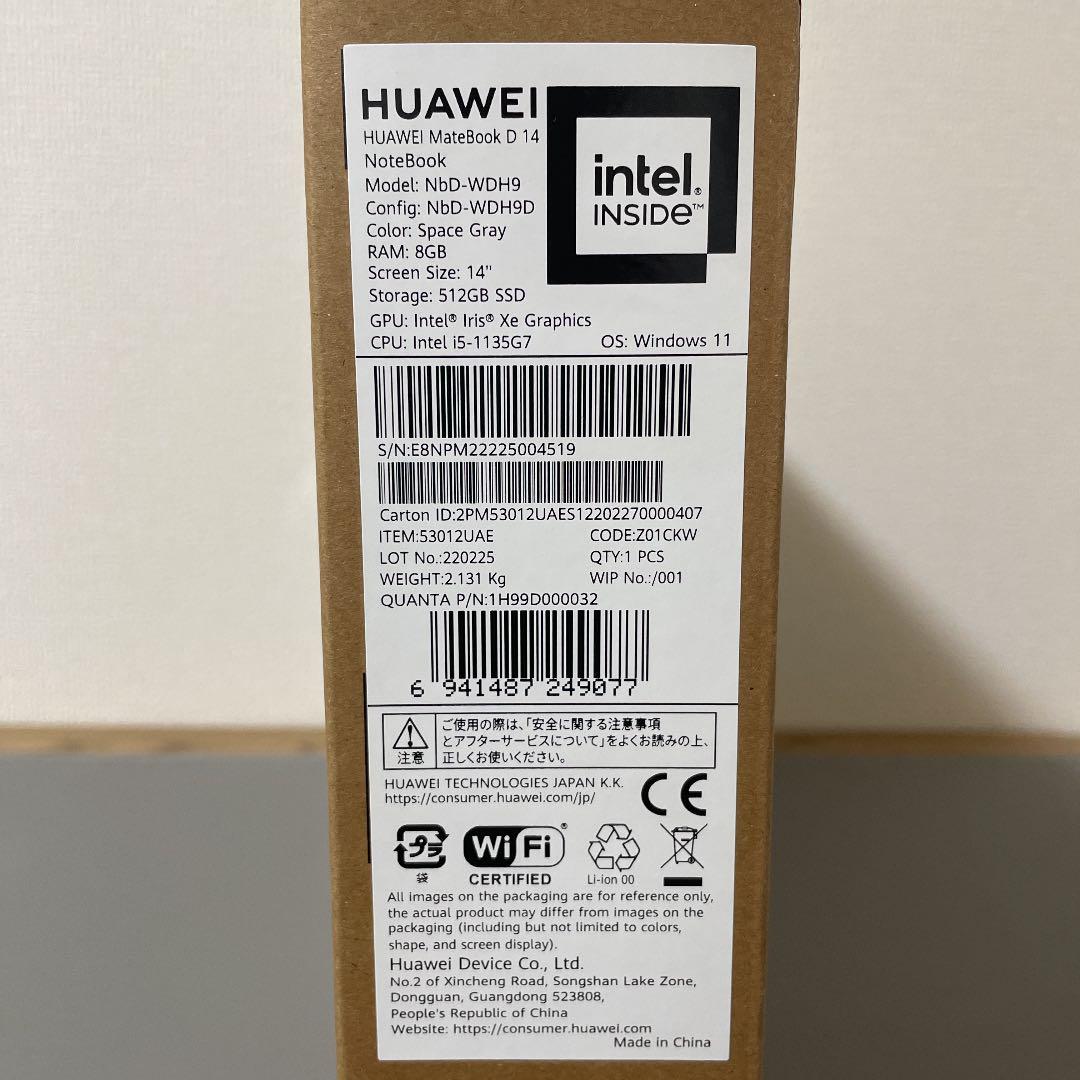 HUAWEI
HUAWEI MateBook D 14
NoteBook
Model: NbD-WDH9
Config: NbD-WDH9D
Color: Space Gray
RAM: 8GB
Screen Size: 14"
Storage: 512GB SSD
GPU: Intel® Iris® Xe Graphics
CPU: Intel i5-1135G7 OS: Windows 11
intel®
INSIDe™
S/N:E8NPM22225004519
Carton ID:2PM53012UAES12202270000407
ITEM:53012UAE CODE:Z01CKW
LOT No.:220225 QTY:1 PCS
WEIGHT:2.131 Kg WIP No.:/001
QUANTA P/N:1H99D000032
6 941487 249077
注意
ご使用の際は、「安全に関する注意事項
とアフターサービスについて」をよくお読みの上、
正しくお使いください。
HUAWEI TECHNOLOGIES JAPAN K.K.
https://consumer.huawei.com/jp/
CE
プラ
袋
WiFi®
CERTIFIED
Li-ion 00
All images on the packaging are for reference only,
the actual product may differ from images on the
packaging (including but not limited to colors,
shape, and screen display).
Huawei Device Co., Ltd.
No.2 of Xincheng Road, Songshan Lake Zone,
Dongguan, Guangdong 523808,
People's Republic of China
Website: https://consumer.huawei.com
Made in China